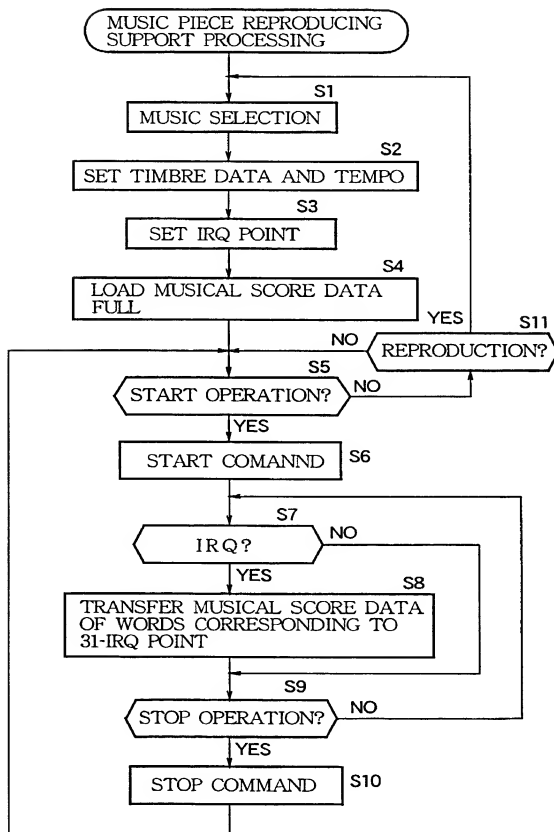 MUSIC PIECE REPRODUCING
SUPPORT PROCESSING
S1
MUSIC SELECTION
S2
SET TIMBRE DATA AND TEMPO
S3
SET IRQ POINT
S4
LOAD MUSICAL SCORE DATA
FULL
YES
S11
NO
REPRODUCTION?
S5
START OPERATION?
NO
YES
START COMANND
S6
S7
IRQ?
NO
YES
S8
TRANSFER MUSICAL SCORE DATA
OF WORDS CORRESPONDING TO
31-IRQ POINT
S9
STOP OPERATION?
NO
YES
STOP COMMAND
S10